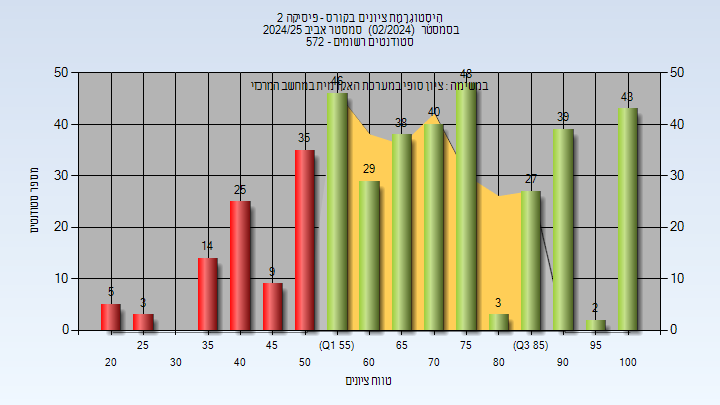 היסטוגרמת ציונים בקורס - פיסיקה 2
בסמסטר (02/2024) סמסטר אביב 2024/25
סטודנטים רשומים - 572
במשימה : ציון סופי במערכת האקדמית במחשב המרכזי
50 50
40 40
30 30
20 20
10 10
0 0
5 3 14 25 9 35 46 29 38 40 48 3 27 39 2 43
25 35 45 (Q1 55) 65 75 (Q3 85) 95
20 30 40 50 60 70 80 90 100
טווח ציונים
מספר סטודנטים